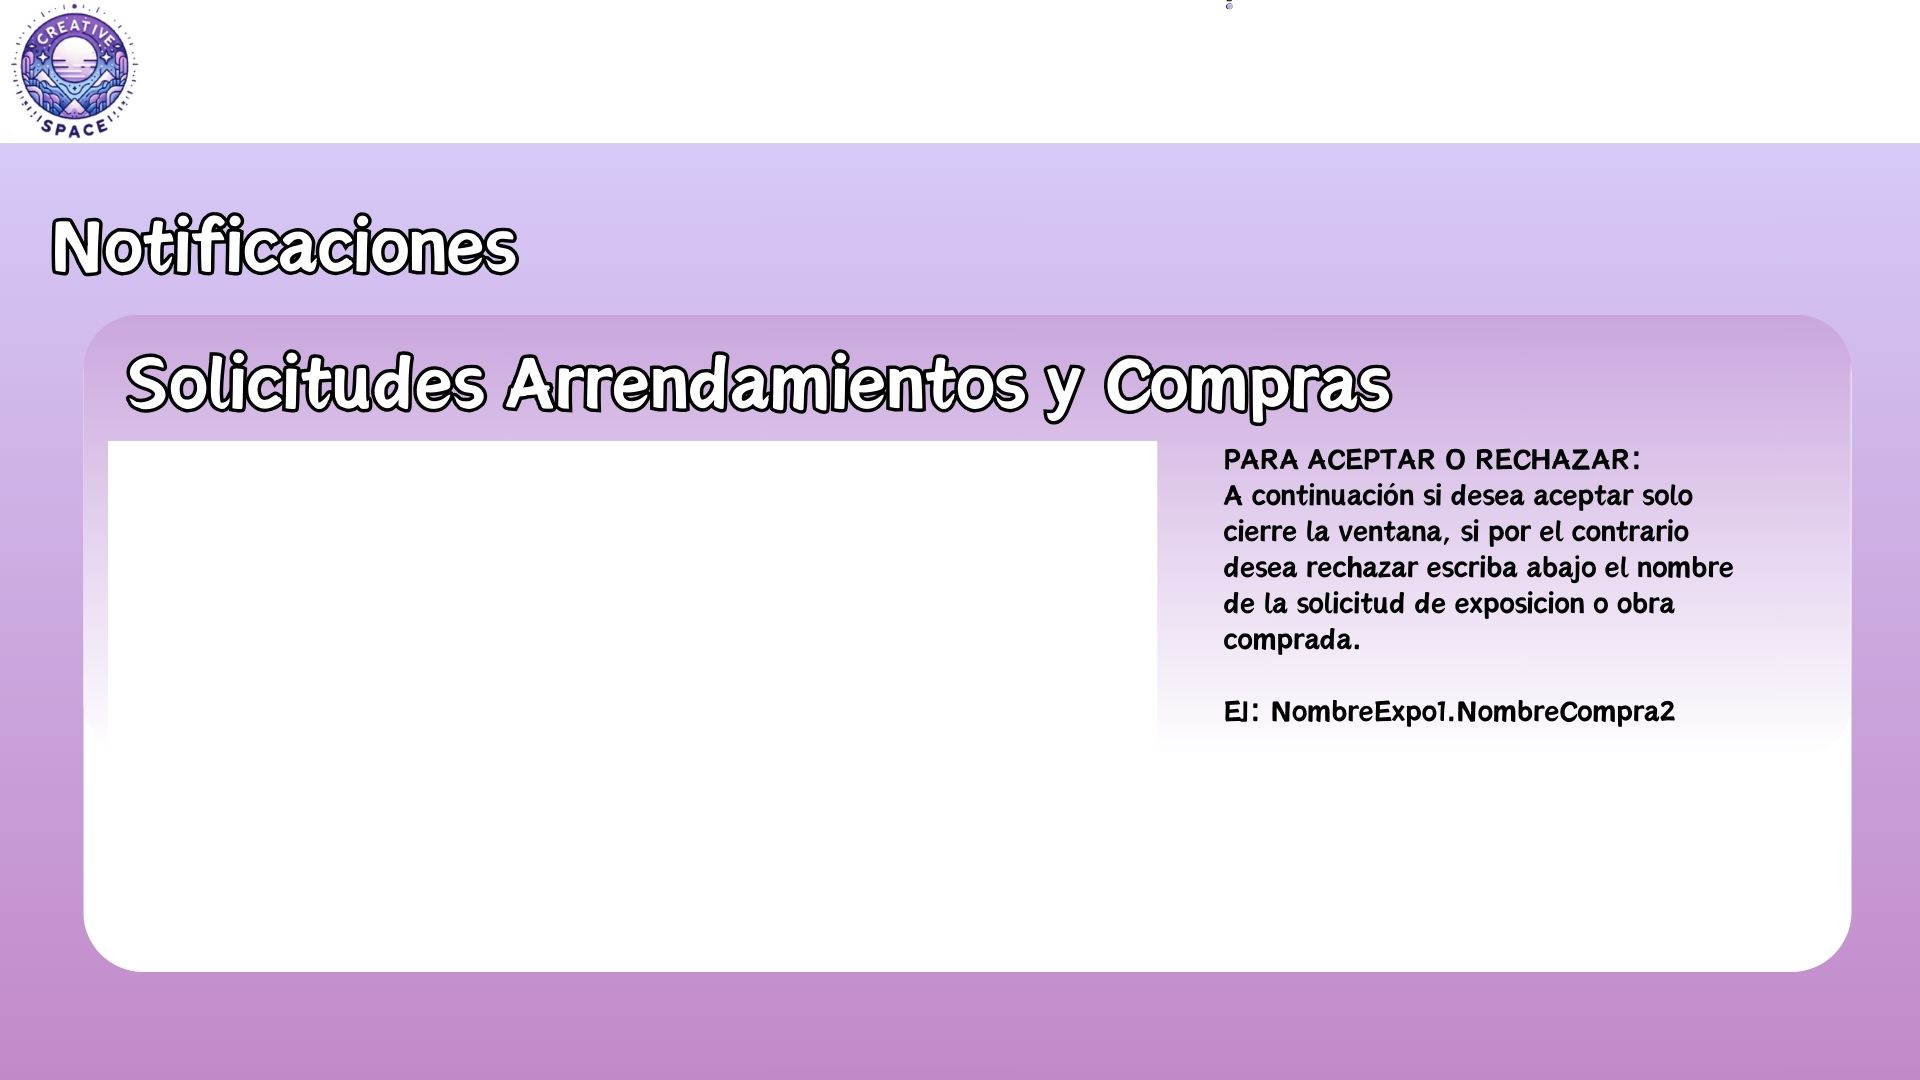 CREATIVE
SPACE
Notificaciones
Solicitudes Arrendamientos y Compras
PARA ACEPTAR O RECHAZAR:
A continuación si desea aceptar solo
cierre la ventana, si por el contrario
desea rechazar escriba abajo el nombre
de la solicitud de exposicion o obra
comprada.
EJ: NombreExpo1.NombreCompra2